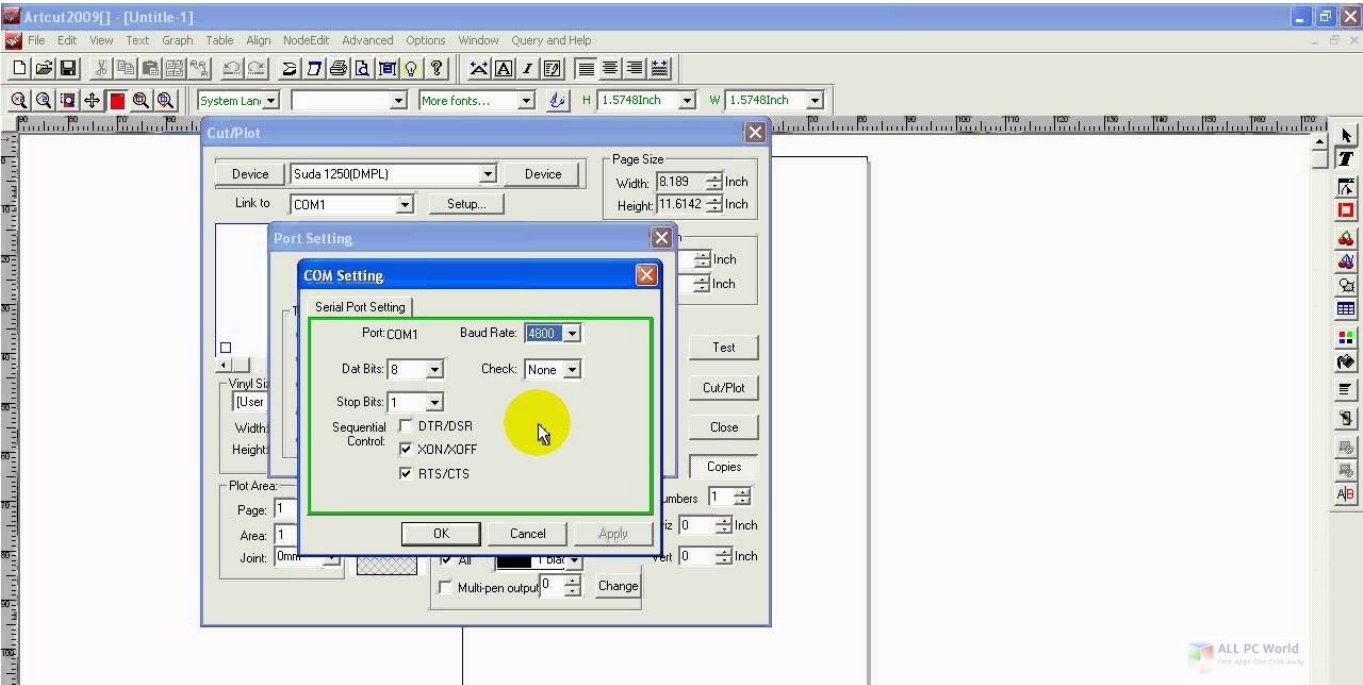 Artcut2009[] - [Untitle-1]
File Edit View Text Graph Table Align NodeEdit Advanced Options Window Query and Help
System Lan
More fonts...
H 1.5748Inch
W 1.5748Inch
Cut/Plot
Device
Suda 1250(DMPL)
Device
Link to
COM1
Setup...
Page Size
Width: 8.189 Inch
Height: 11.6142 Inch
Inch
Inch
Port Setting
COM Setting
Serial Port Setting
Port: COM1
Baud Rate: 4800
Dat Bits: 8
Check: None
Stop Bits: 1
Sequential Control:
DTR/DSR
XON/XOFF
RTS/CTS
OK
Cancel
Apply
Test
Cut/Plot
Close
Copies
Vinyl Si
[User
Width:
Height:
Plot Area:
Page: 1
Area: 1
Joint: 0mm
umbers 1
riz 0 Inch
Vert 0 Inch
All
1 Blac
Multi-pen output 0
Change
A|B
ALL PC World